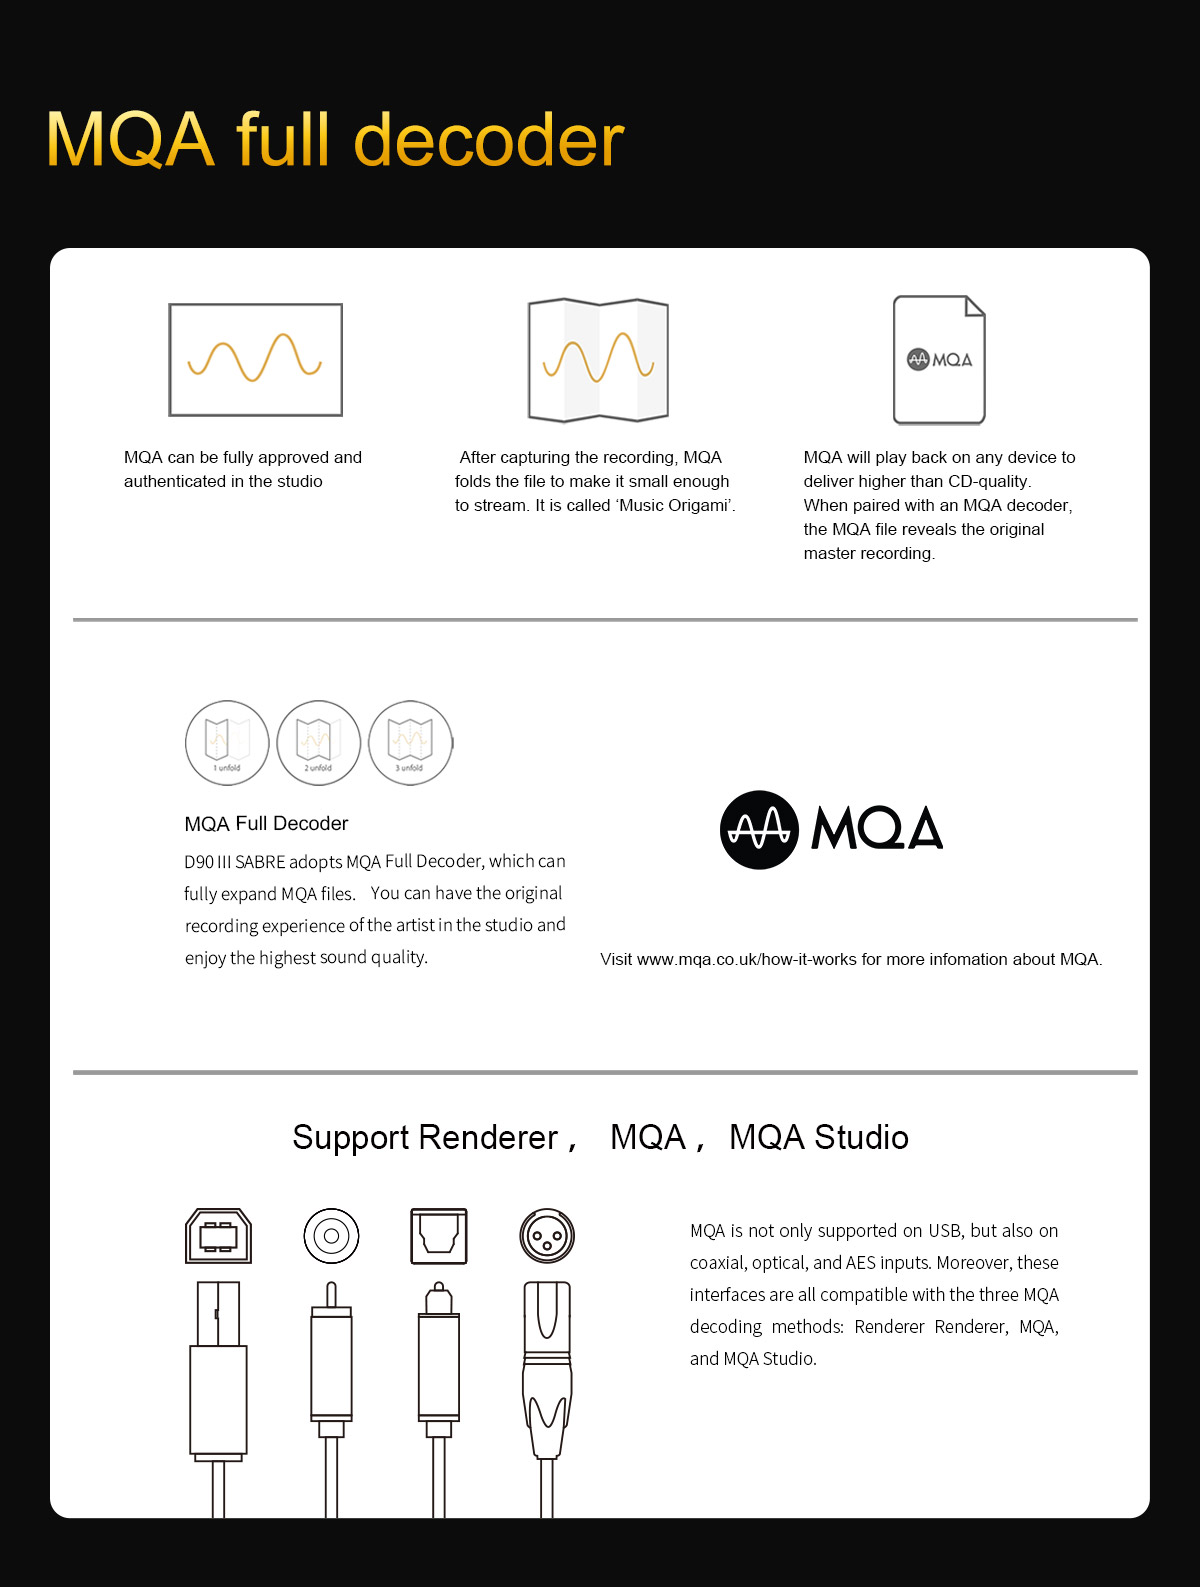 MQA full decoder
MQA
MQA can be fully approved and
authenticated in the studio
After capturing the recording, MQA
folds the file to make it small enough
to stream. It is called ‘Music Origami’.
MQA will play back on any device to
deliver higher than CD-quality.
When paired with an MQA decoder,
the MQA file reveals the original
master recording.
1 unfold
2 unfold
3 unfold
MQA Full Decoder
D90 III SABRE adopts MQA Full Decoder, which can
fully expand MQA files. You can have the original
recording experience of the artist in the studio and
enjoy the highest sound quality.
MQA
Visit www.mqa.co.uk/how-it-works for more infomation about MQA.
Support Renderer , MQA , MQA Studio
MQA is not only supported on USB, but also on
coaxial, optical, and AES inputs. Moreover, these
interfaces are all compatible with the three MQA
decoding methods: Renderer Renderer, MQA,
and MQA Studio.